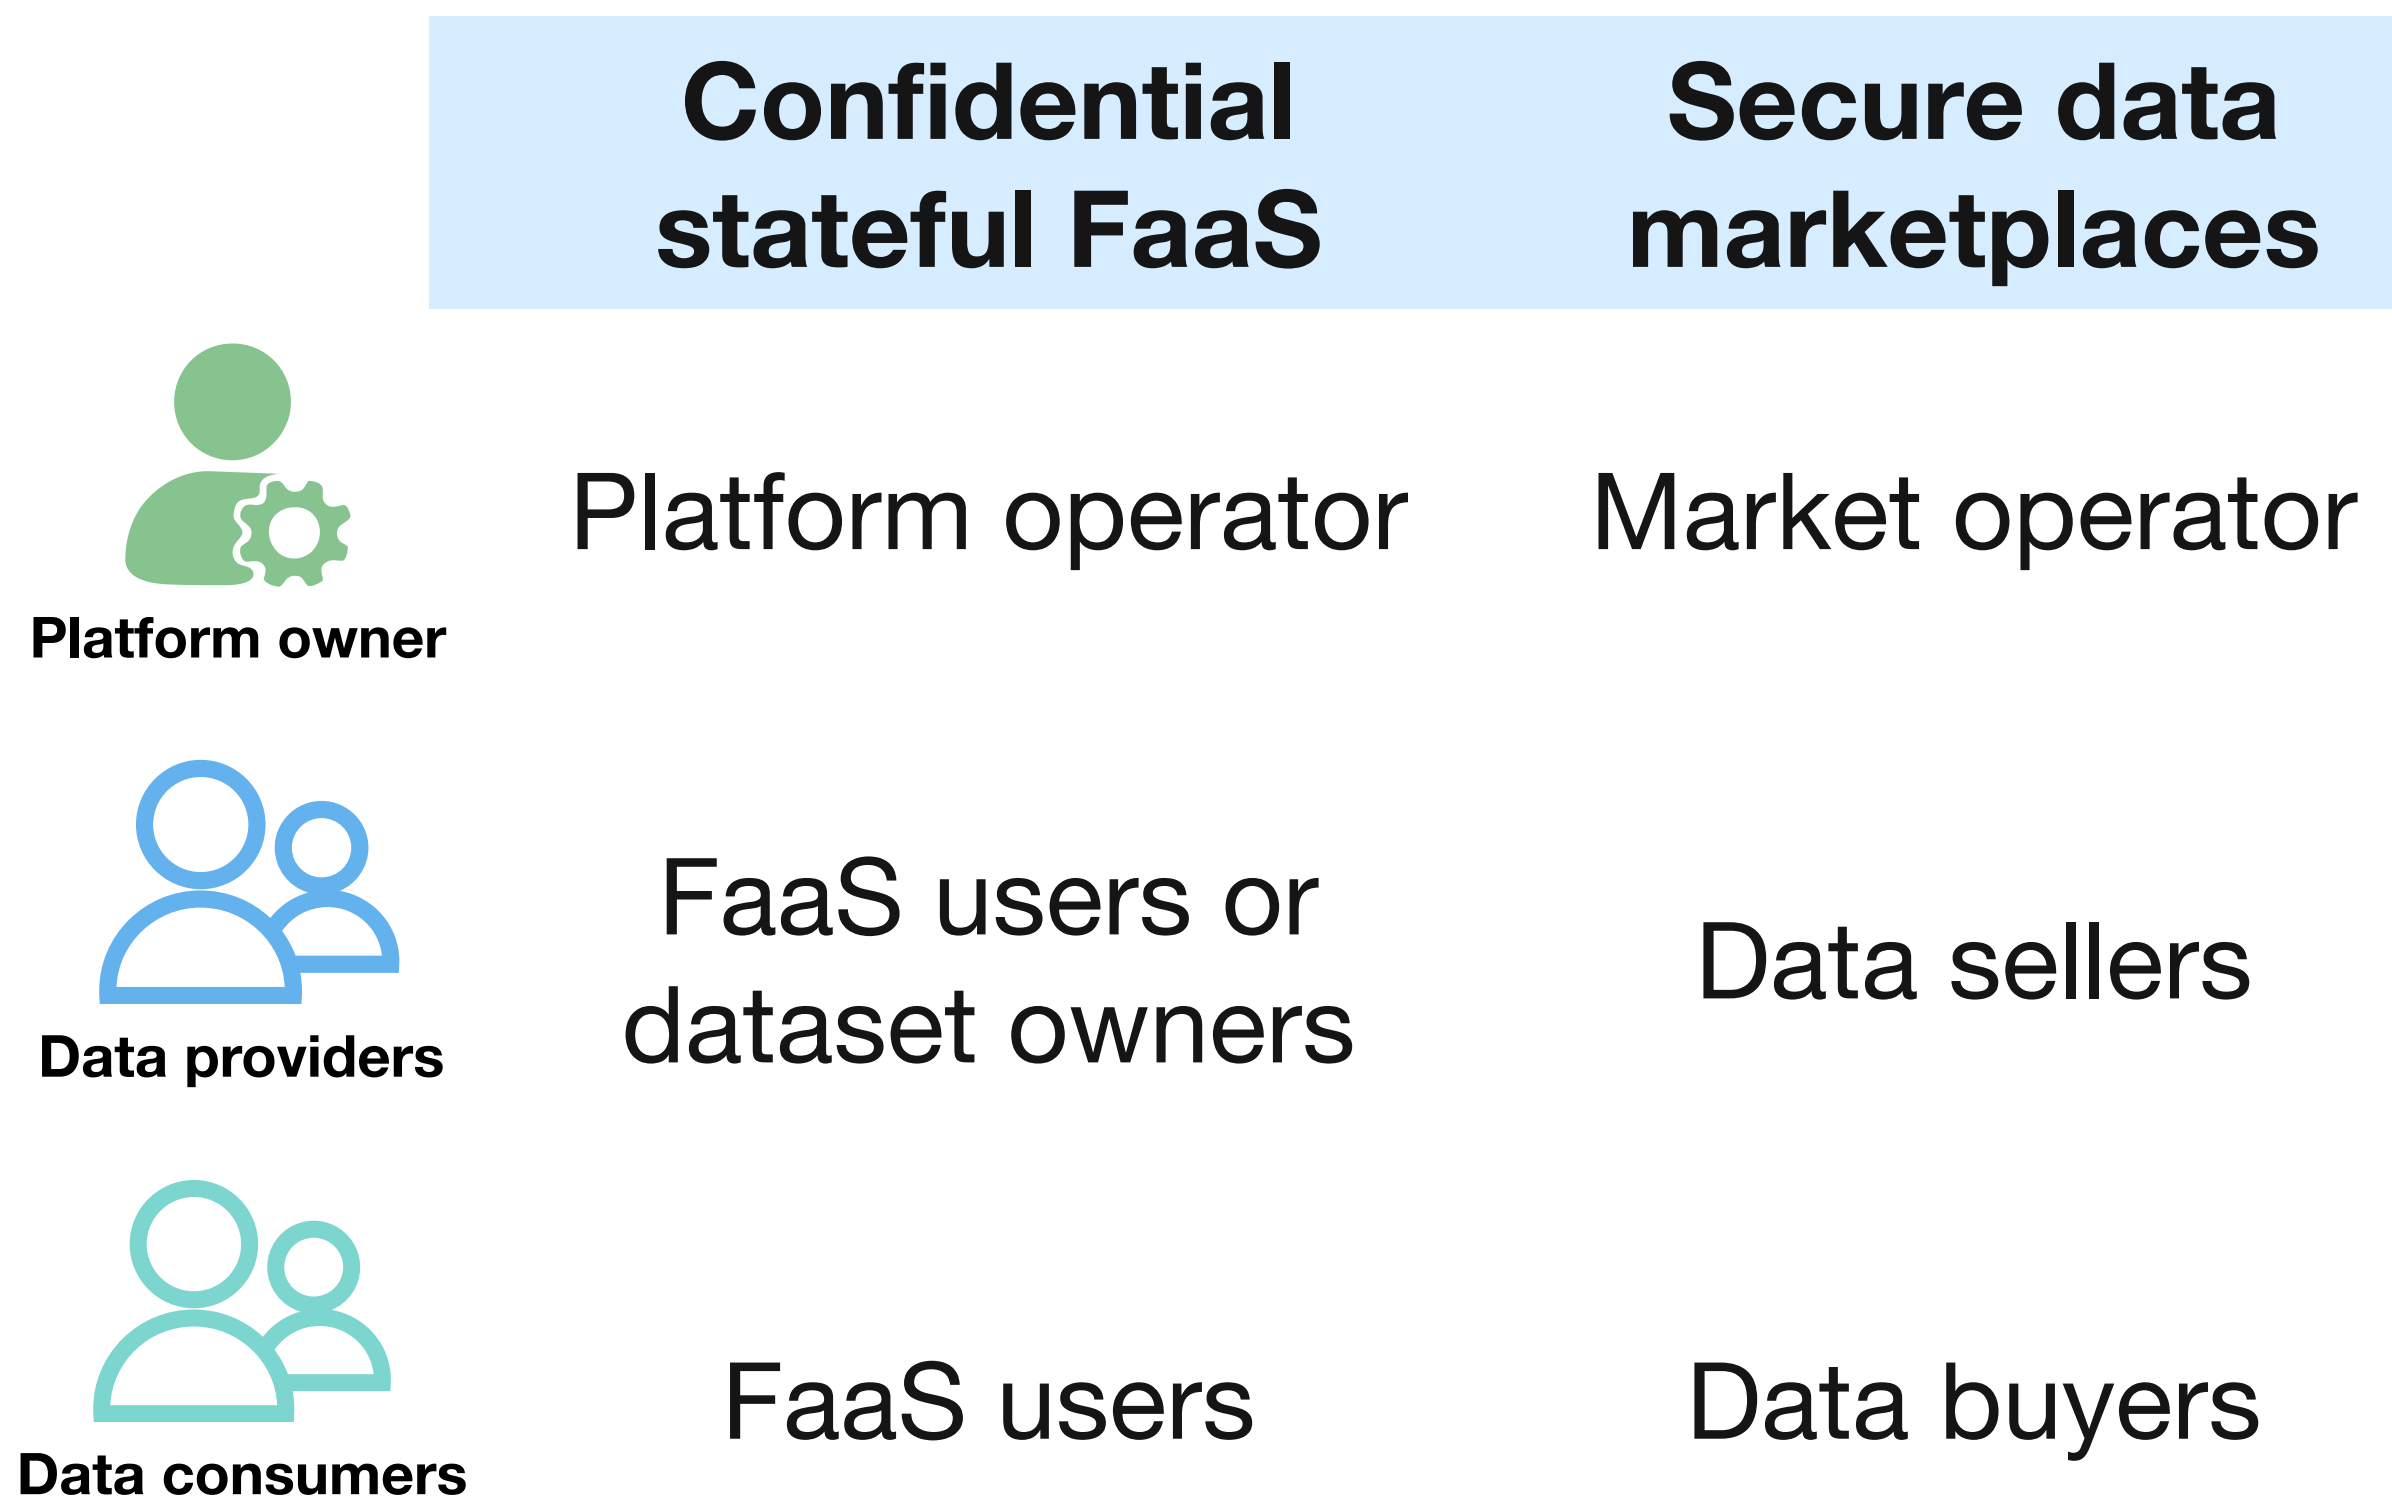 Confidential
stateful FaaS
Secure data
marketplaces
Platform owner
Platform operator
Market operator
Data providers
FaaS users or
dataset owners
Data sellers
Data consumers
FaaS users
Data buyers